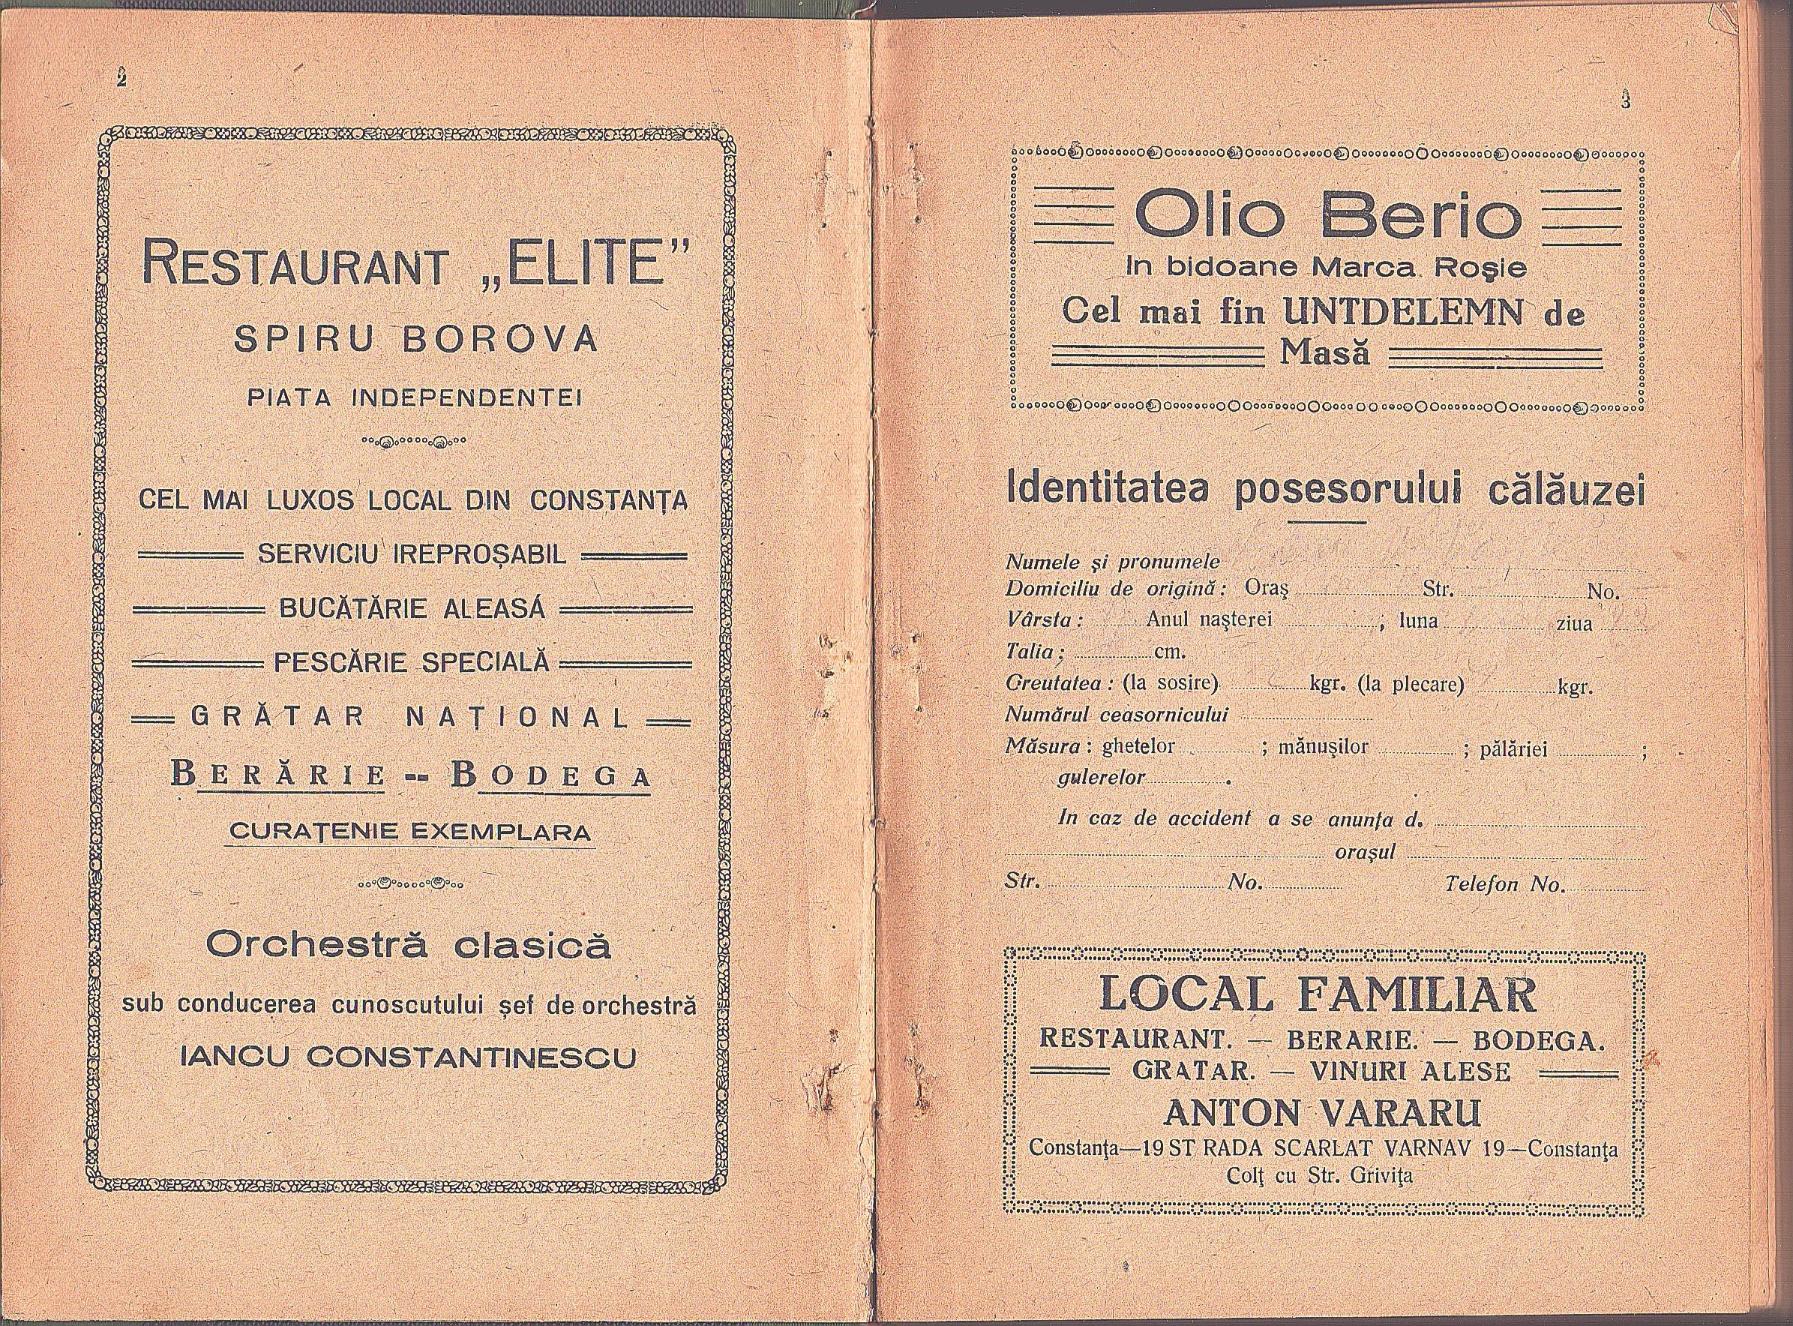 2
RESTAURANT „ELITE”
SPIRU BOROVA
PIATA INDEPENDENTEI
CEL MAI LUXOS LOCAL DIN CONSTANȚA
SERVICIU IREPROȘABIL
BUCĂTĂRIE ALEASĂ
PESCĂRIE SPECIALĂ
GRĂTAR NAȚIONAL
BERĂRIE -- BODEGA
CURAȚENIE EXEMPLARA
Orchestră clasică
sub conducerea cunoscutului șef de orchestră
IANCU CONSTANTINESCU
3
Olio Berio
In bidoane Marca Roșie
Cel mai fin UNTDELEMN de
Masă
Identitatea posesorului călăuzei
Numele și pronumele
Domiciliu de origină: Oraș Str. No.
Vârsta: Anul nașterei ; luna ziua
Talia: cm.
Greutatea: (la sosire) kgr. (la plecare) kgr.
Numărul ceasornicului
Măsura: ghetelor ; mănușilor ; pălăriei ;
gulerelor .
In caz de accident a se anunța d.
orașul
Str. No. Telefon No.
LOCAL FAMILIAR
RESTAURANT. — BERARIE. — BODEGA.
GRATAR. — VINURI ALESE
ANTON VARARU
Constanța—19 ST RADA SCARLAT VARNAV 19—Constanța
Colț cu Str. Grivița